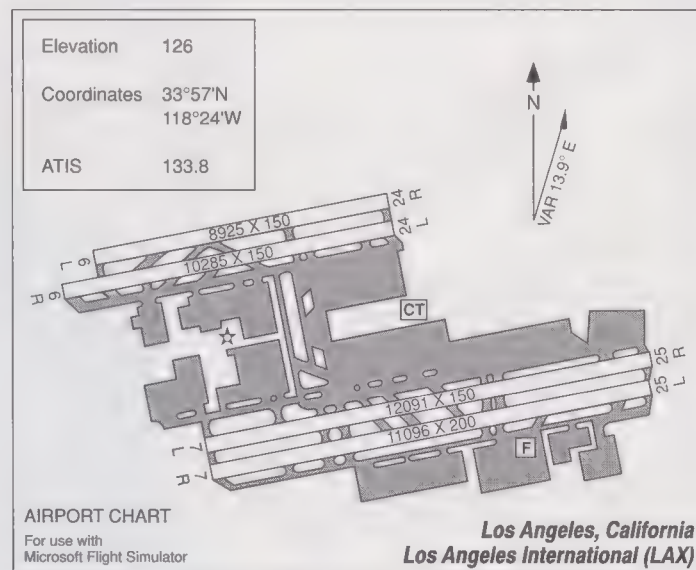 Elevation 126
Coordinates 33°57'N
118°24'W
ATIS 133.8
N
VAR 13.9° E
24 R
24 L
8925 X 150
10285 X 150
6 L
6 R
CT
25 R
25 L
12091 X 150
11096 X 200
7 L
7 R
F
AIRPORT CHART
For use with
Microsoft Flight Simulator
Los Angeles, California
Los Angeles International (LAX)